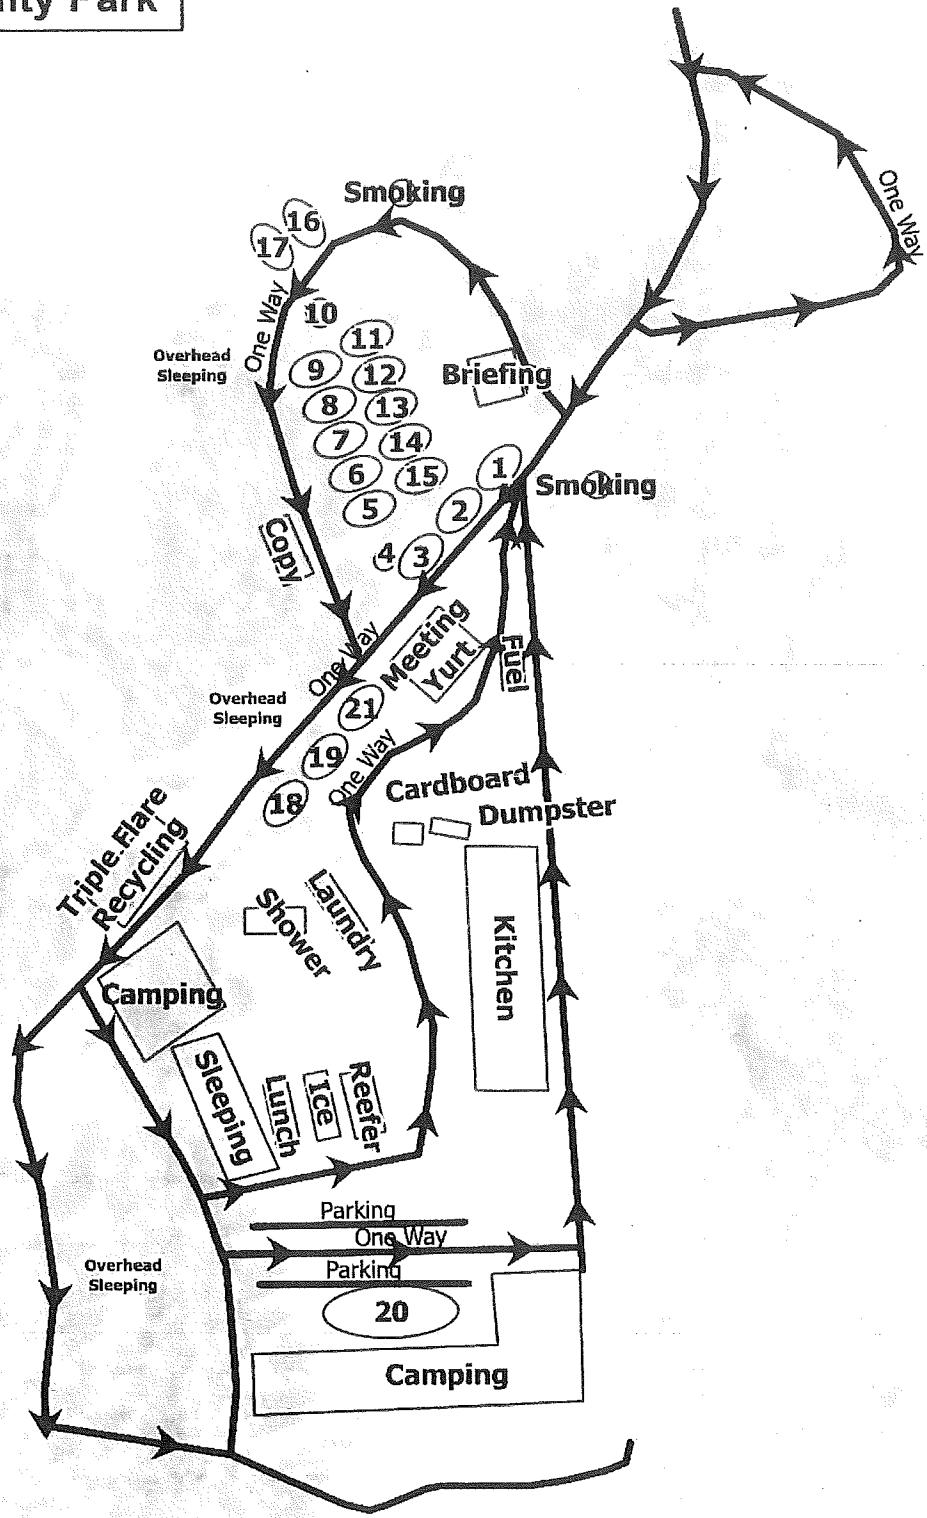 Park
One Way
Smoking
16
17
One Way
10
11
Overhead
Sleeping
9
12
Briefing
8
13
7
14
6
15
1
Smoking
5
2
Copy
4
3
One Way
Meeting
Yurt
Fuel
Overhead
Sleeping
21
19
One Way
18
Cardboard
Dumpster
Triple Flare
Recycling
Shower
Laundry
Kitchen
Camping
Sleeping
Lunch
Ice
Reefer
Parking
One Way
Parking
Overhead
Sleeping
20
Camping